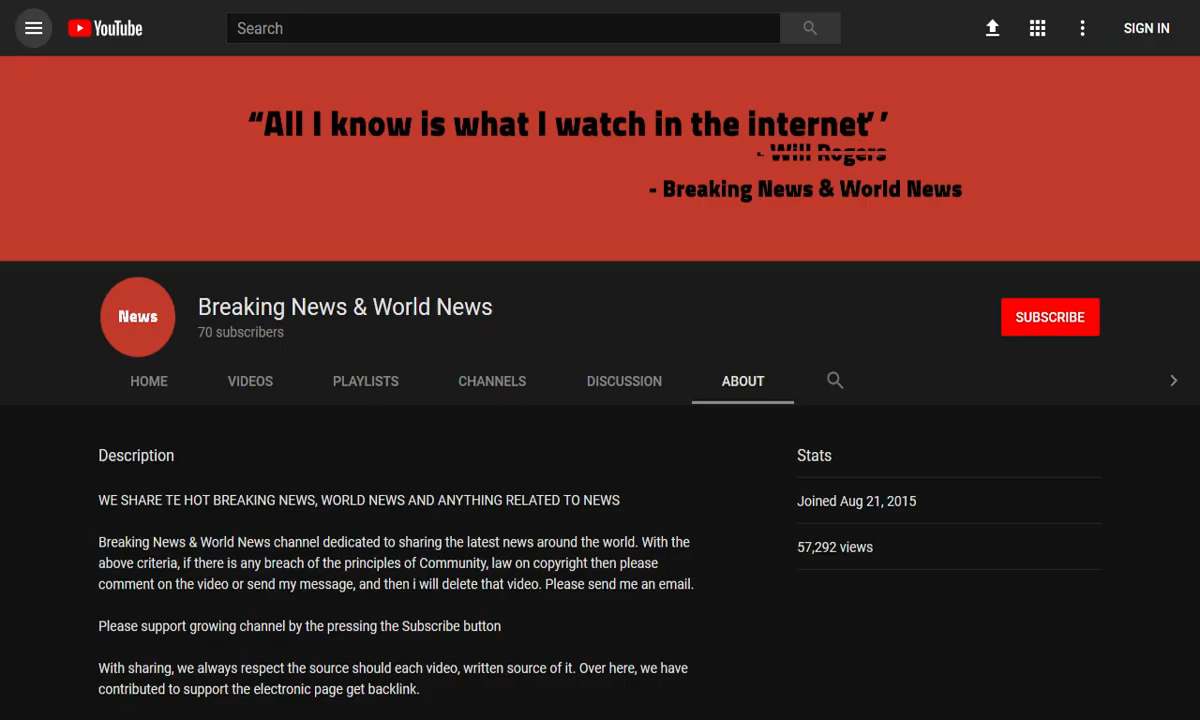 YouTube
Search
SIGN IN
“All I know is what I watch in the internet’’
- Will Rogers
- Breaking News & World News
News
Breaking News & World News
70 subscribers
SUBSCRIBE
HOME VIDEOS PLAYLISTS CHANNELS DISCUSSION ABOUT
Description
WE SHARE TE HOT BREAKING NEWS, WORLD NEWS AND ANYTHING RELATED TO NEWS
Breaking News & World News channel dedicated to sharing the latest news around the world. With the
above criteria, if there is any breach of the principles of Community, law on copyright then please
comment on the video or send my message, and then i will delete that video. Please send me an email.
Please support growing channel by the pressing the Subscribe button
With sharing, we always respect the source should each video, written source of it. Over here, we have
contributed to support the electronic page get backlink.
Stats
Joined Aug 21, 2015
57,292 views